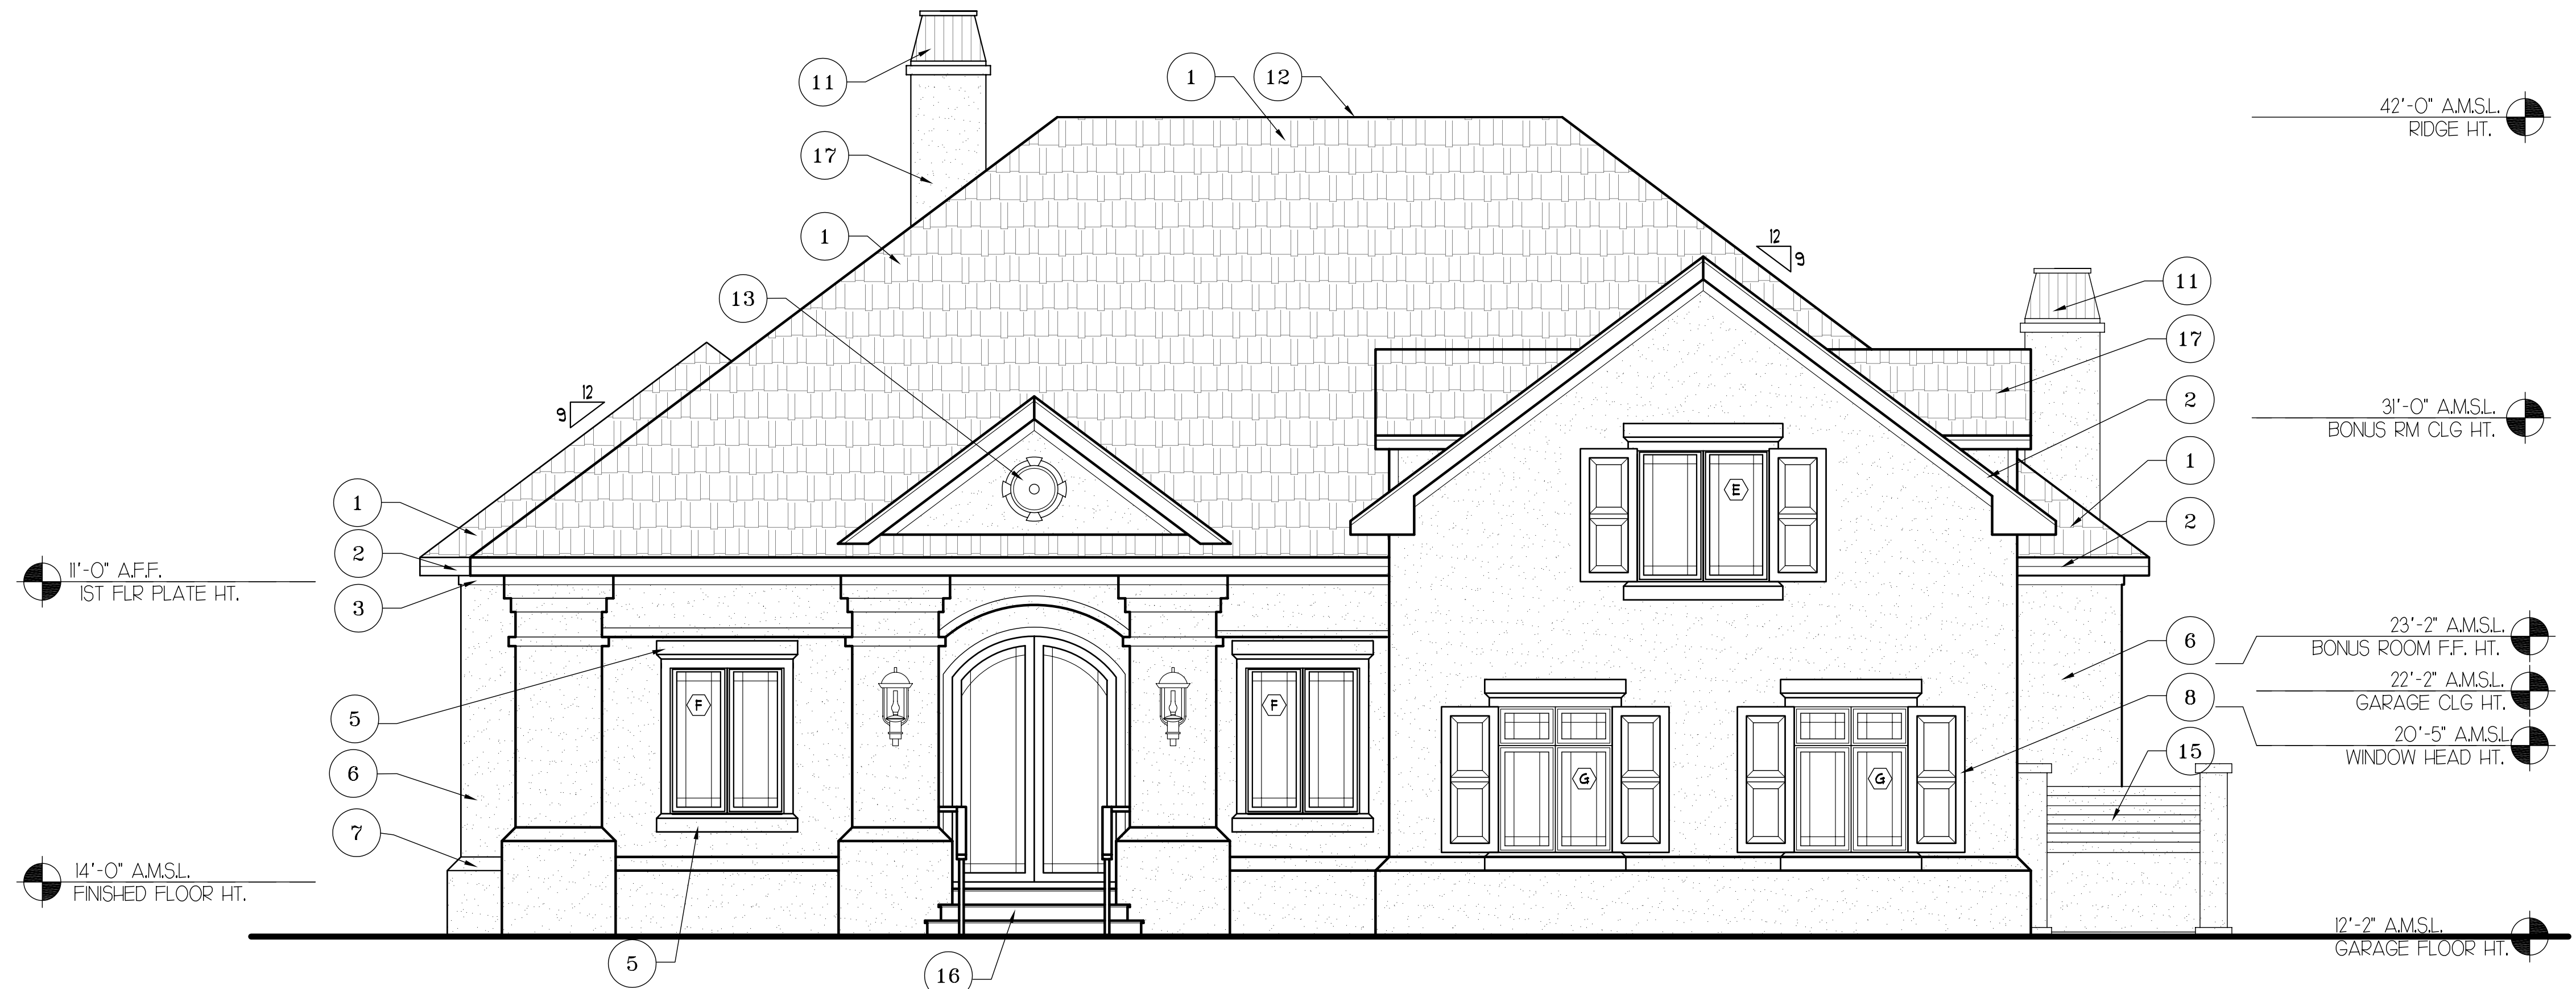 11
1
12
42'-0" A.M.S.L.
RIDGE HT.
17
1
12
9
13
11
17
12
9
2
31'-0" A.M.S.L.
BONUS RM CLG HT.
1
1
E
2
2
11'-0" A.F.F.
1ST FLR PLATE HT.
3
6
23'-2" A.M.S.L.
BONUS ROOM F.F. HT.
5
F
F
8
22'-2" A.M.S.L.
GARAGE CLG HT.
6
G
G
15
20'-5" A.M.S.L.
WINDOW HEAD HT.
7
14'-0" A.M.S.L.
FINISHED FLOOR HT.
12'-2" A.M.S.L.
GARAGE FLOOR HT.
5
16